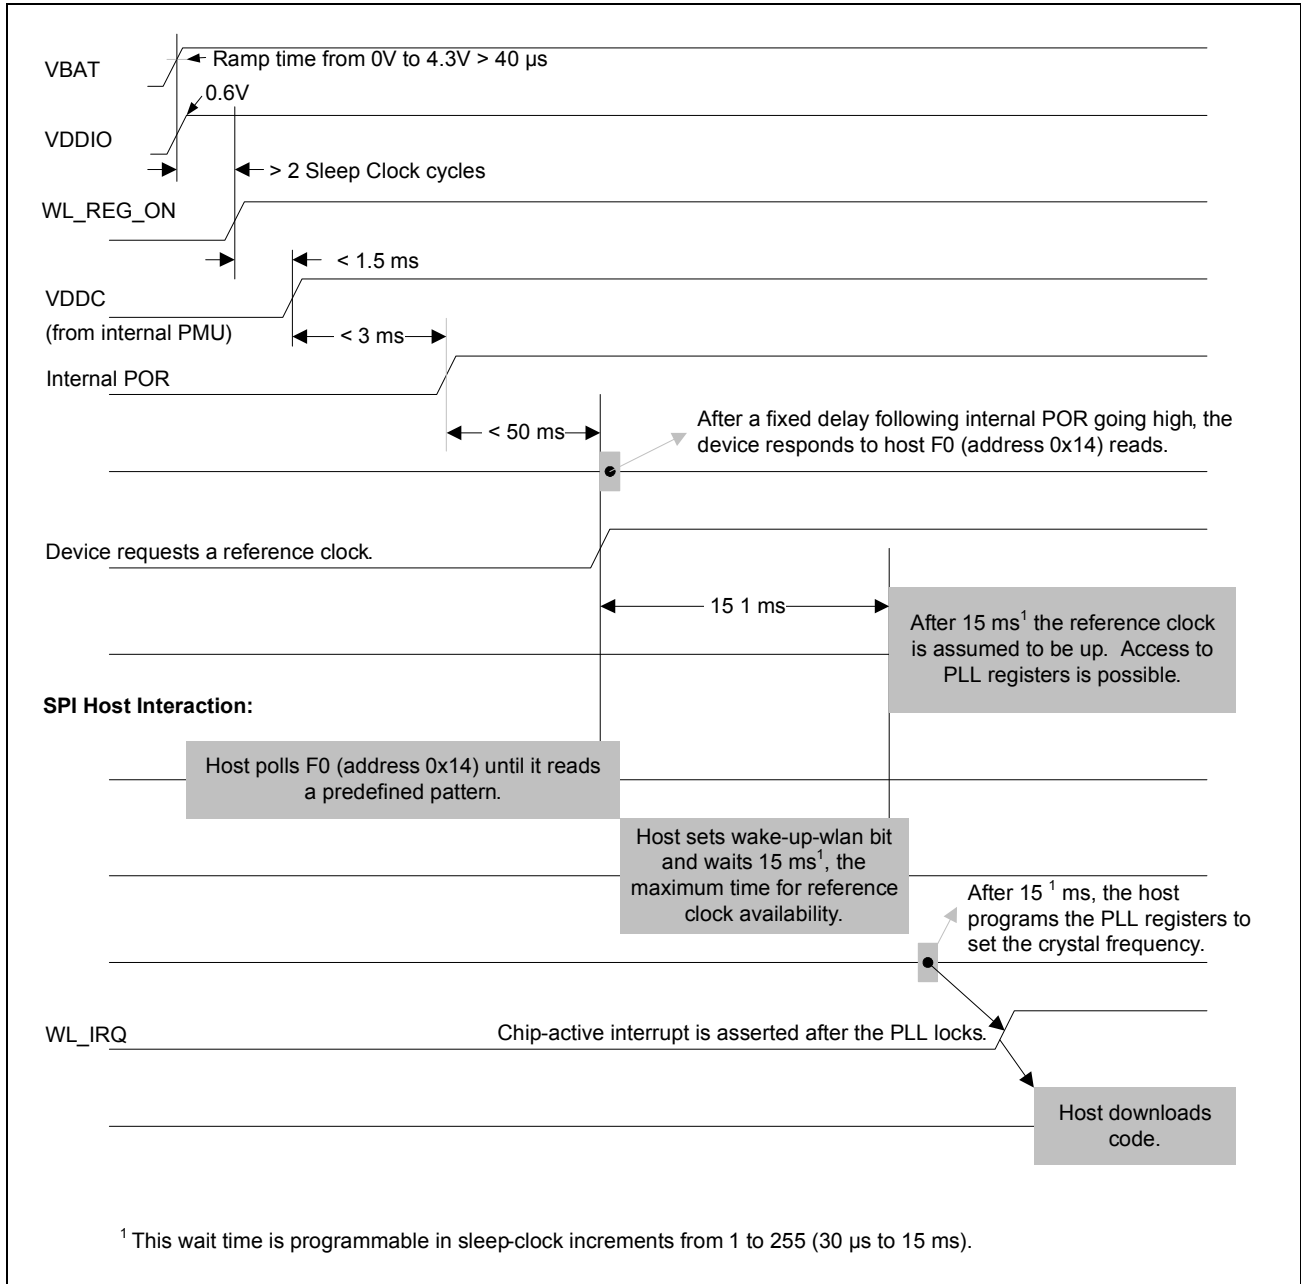 VBAT
Ramp time from 0V to 4.3V > 40 µs
0.6V
VDDIO
> 2 Sleep Clock cycles
WL_REG_ON
< 1.5 ms
VDDC
(from internal PMU)
< 3 ms
Internal POR
< 50 ms
After a fixed delay following internal POR going high, the
device responds to host F0 (address 0x14) reads.
Device requests a reference clock.
15 1 ms
After 15 ms¹ the reference clock
is assumed to be up. Access to
PLL registers is possible.
SPI Host Interaction:
Host polls F0 (address 0x14) until it reads
a predefined pattern.
Host sets wake-up-wlan bit
and waits 15 ms¹, the
maximum time for reference
clock availability.
After 15 ¹ ms, the host
programs the PLL registers to
set the crystal frequency.
WL_IRQ
Chip-active interrupt is asserted after the PLL locks.
Host downloads
code.
¹ This wait time is programmable in sleep-clock increments from 1 to 255 (30 µs to 15 ms).